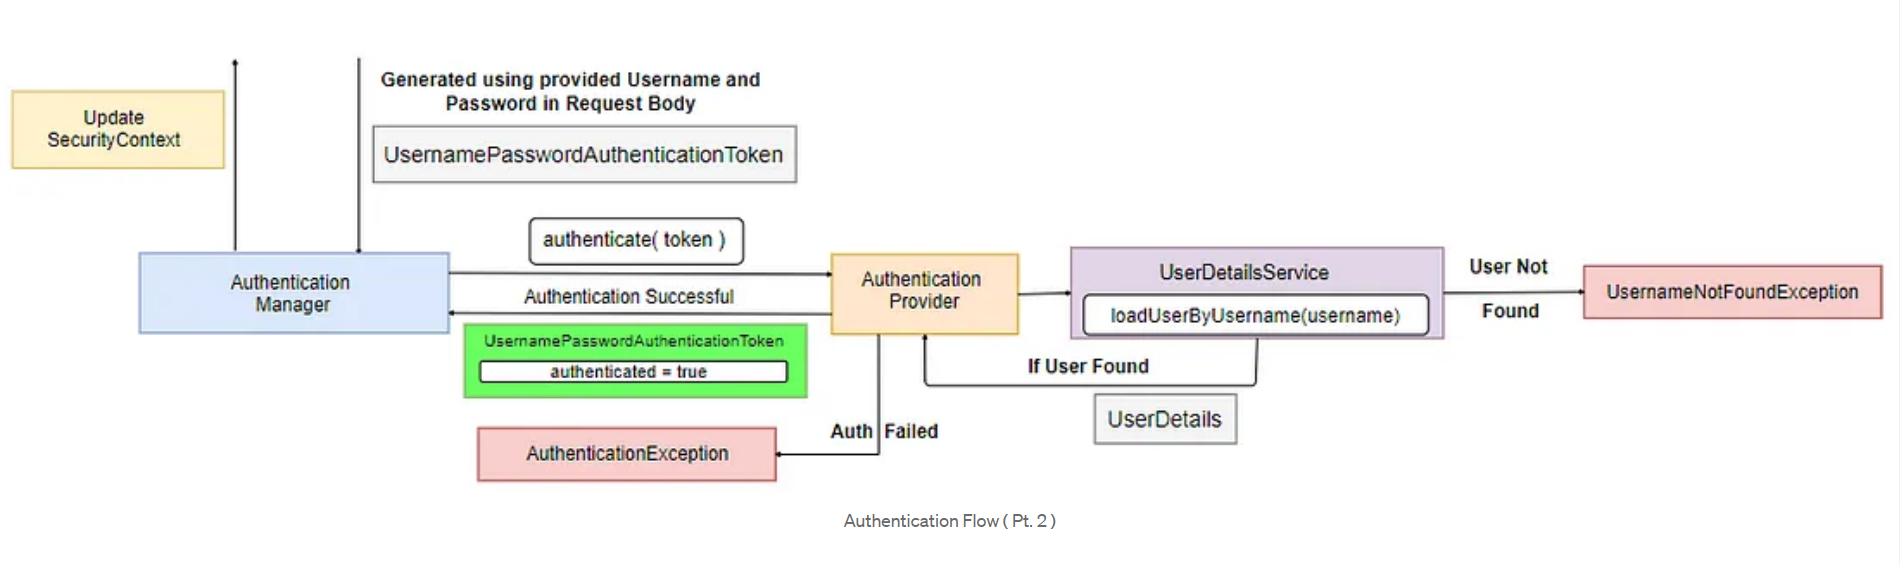 Generated using provided Username and
Password in Request Body
Update
SecurityContext
UsernamePasswordAuthenticationToken
authenticate( token )
Authentication
Manager
Authentication Successful
Authentication
Provider
UserDetailsService
loadUserByUsername(username)
User Not
Found
UsernameNotFoundException
UsernamePasswordAuthenticationToken
authenticated = true
If User Found
UserDetails
Auth Failed
AuthenticationException
Authentication Flow ( Pt. 2 )